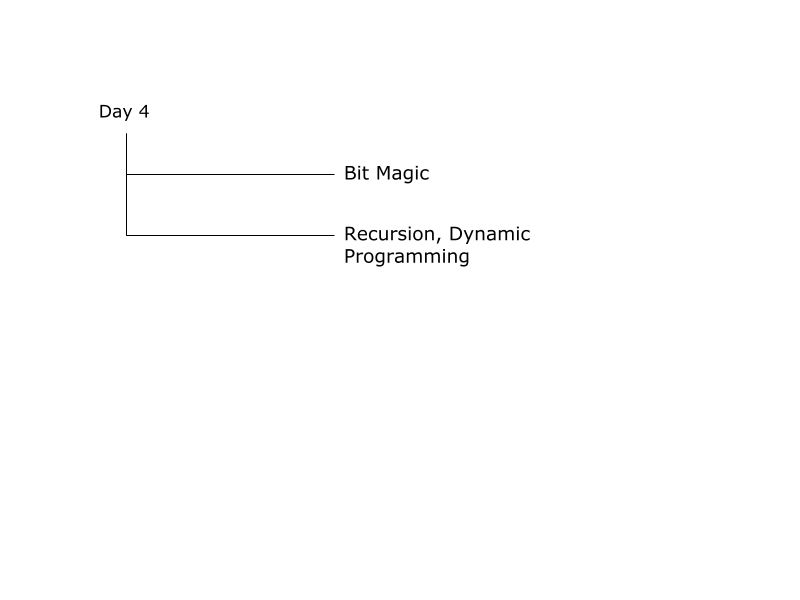 Day 4
Bit Magic
Recursion, Dynamic
Programming